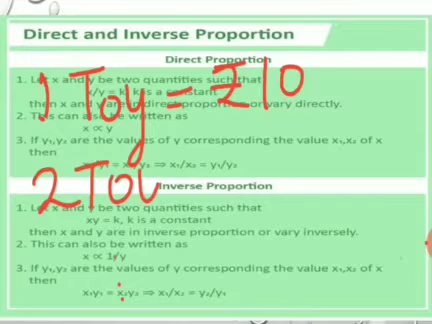 Direct and Inverse Proportion
Direct Proportion
1. Let x and y be two quantities such that
x/y = k, k is a constant
then x and y are in direct proportion or vary directly.
2. This can also be written as
x ∝ y
3. If y₁,y₂ are the values of y corresponding the value x₁,x₂ of x
then
⇒ x₁/x₂ = y₁/y₂
1 Toy = ₹10
2 Toy
Inverse Proportion
1. Let x and y be two quantities such that
xy = k, k is a constant
then x and y are in inverse proportion or vary inversely.
2. This can also be written as
x ∝ 1/y
3. If y₁,y₂ are the values of y corresponding the value x₁,x₂ of x
then
x₁y₁ = x₂y₂ ⇒ x₁/x₂ = y₂/y₁